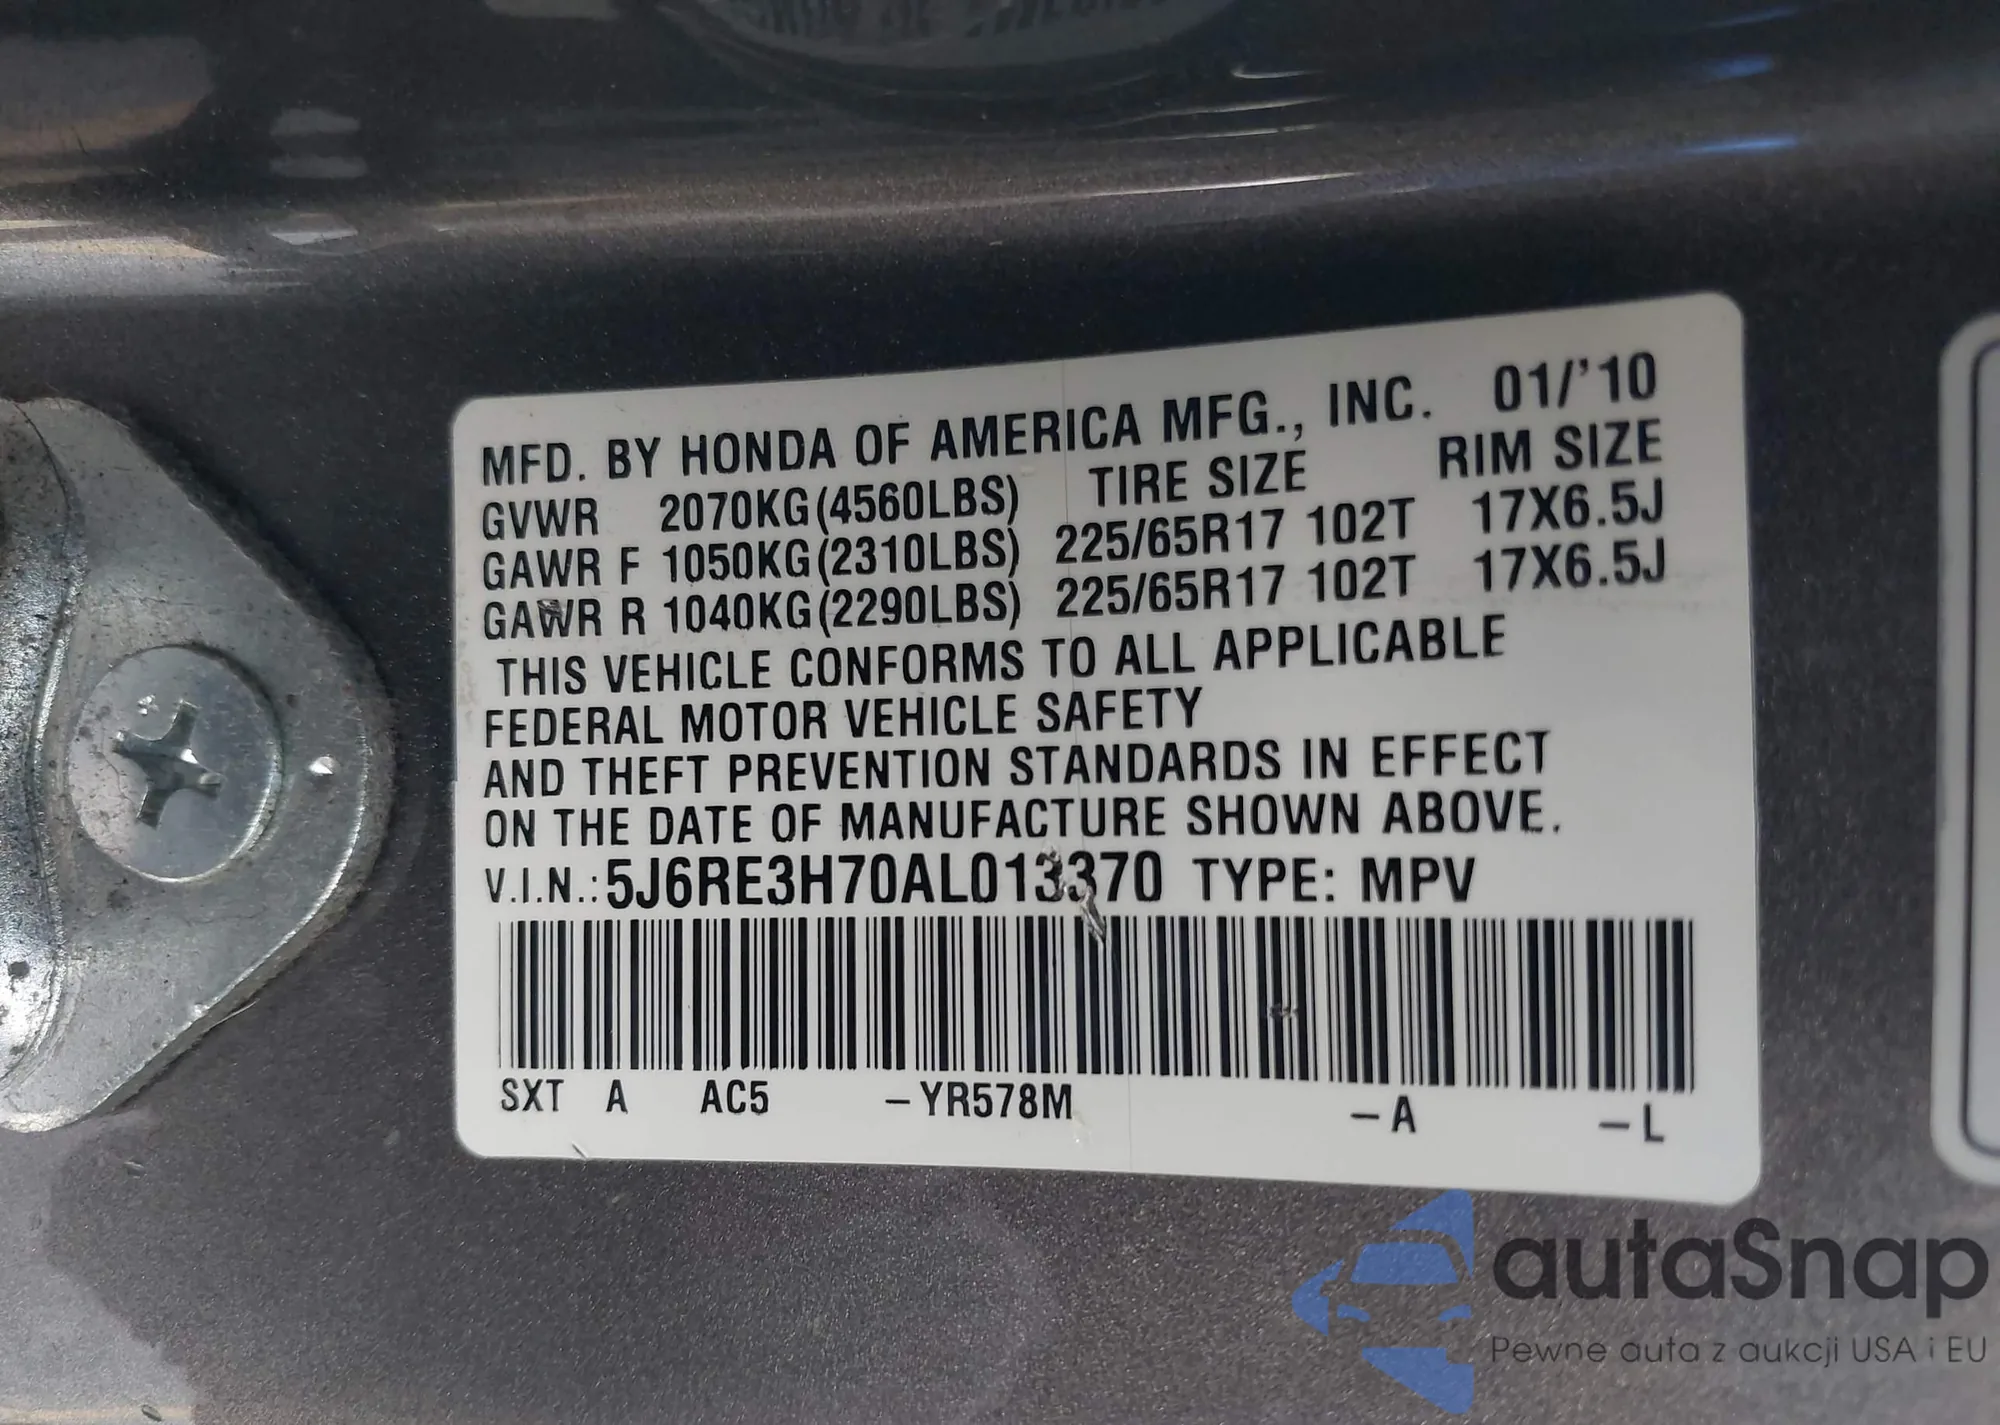 MFD. BY HONDA OF AMERICA MFG., INC. 01/'10
GVWR 2070KG(4560LBS) TIRE SIZE RIM SIZE
GAWR F 1050KG(2310LBS) 225/65R17 102T 17X6.5J
GAWR R 1040KG(2290LBS) 225/65R17 102T 17X6.5J
THIS VEHICLE CONFORMS TO ALL APPLICABLE
FEDERAL MOTOR VEHICLE SAFETY
AND THEFT PREVENTION STANDARDS IN EFFECT
ON THE DATE OF MANUFACTURE SHOWN ABOVE.
V.I.N.: 5J6RE3H70AL013370 TYPE: MPV
SXT A AC5 –YR578M –A –L
autaSnap
Pewne auta z aukcji USA i EU